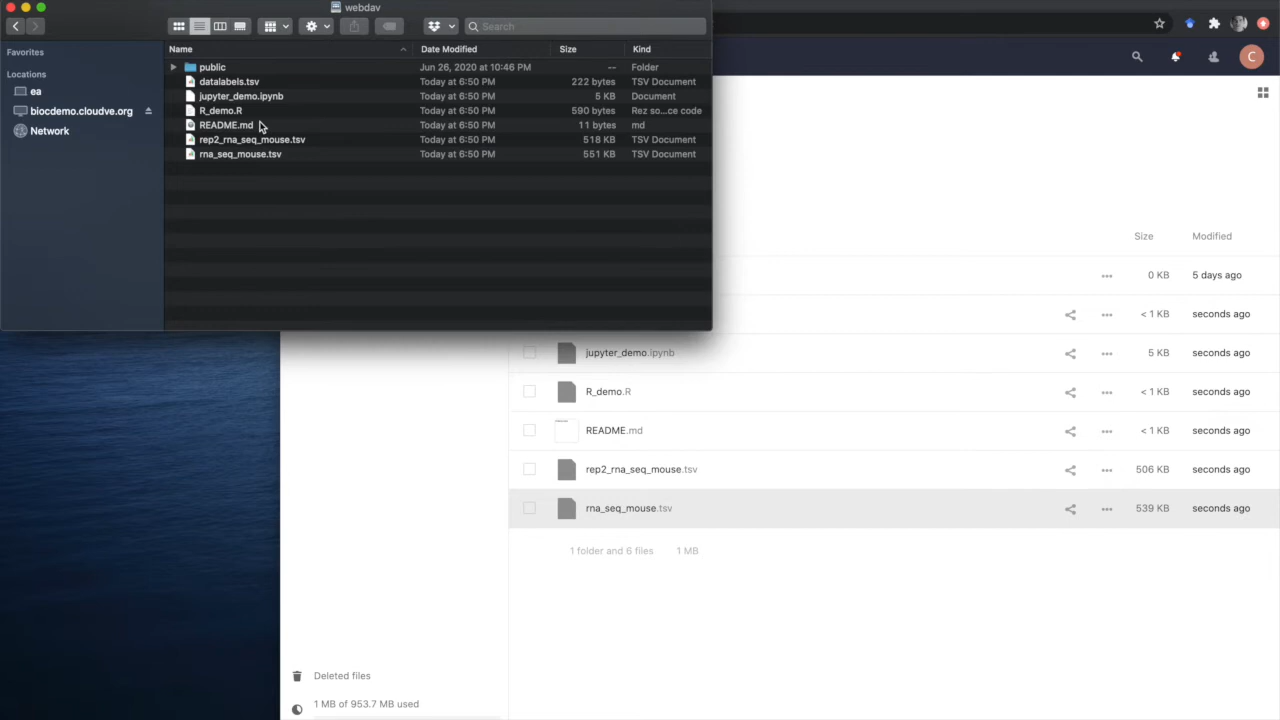 webdav
Search
Favorites
Locations
ea
biocdemo.cloudve.org
Network
Name Date Modified Size Kind
public Jun 26, 2020 at 10:46 PM -- Folder
datalabels.tsv Today at 6:50 PM 222 bytes TSV Document
jupyter_demo.ipynb Today at 6:50 PM 5 KB Document
R_demo.R Today at 6:50 PM 590 bytes Rez so...ce code
README.md Today at 6:50 PM 11 bytes md
rep2_rna_seq_mouse.tsv Today at 6:50 PM 518 KB TSV Document
rna_seq_mouse.tsv Today at 6:50 PM 551 KB TSV Document
C
Size Modified
0 KB 5 days ago
< 1 KB seconds ago
jupyter_demo.ipynb 5 KB seconds ago
R_demo.R < 1 KB seconds ago
README.md < 1 KB seconds ago
rep2_rna_seq_mouse.tsv 506 KB seconds ago
rna_seq_mouse.tsv 539 KB seconds ago
1 folder and 6 files 1 MB
Deleted files
1 MB of 953.7 MB used